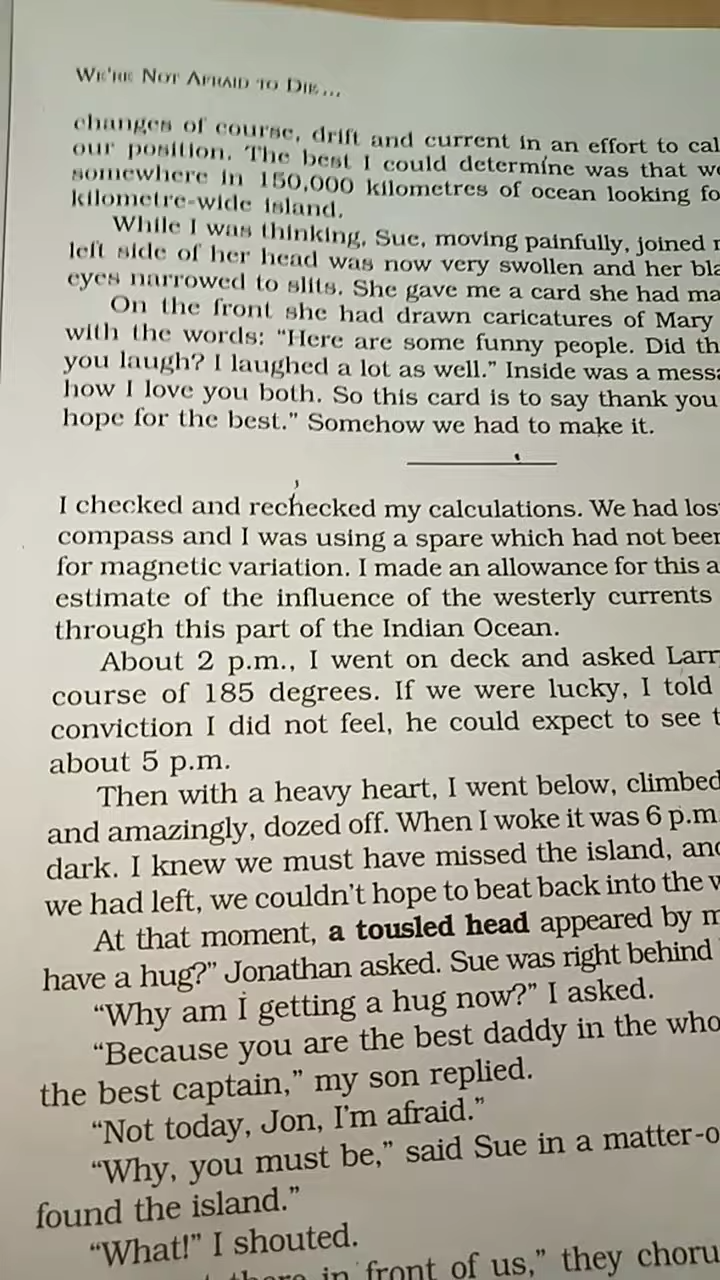 WE'RE NOT AFRAID TO DIE...
changes of course, drift and current in an effort to cal
our position. The best I could determine was that we
somewhere in 150,000 kilometres of ocean looking fo
kilometre-wide island.
While I was thinking, Sue, moving painfully, joined
left side of her head was now very swollen and her bla
eyes narrowed to slits. She gave me a card she had ma
On the front she had drawn caricatures of Mary
with the words: “Here are some funny people. Did th
you laugh? I laughed a lot as well.” Inside was a messa
how I love you both. So this card is to say thank you
hope for the best." Somehow we had to make it.
I checked and rechecked my calculations. We had los
compass and I was using a spare which had not been
for magnetic variation. I made an allowance for this a
estimate of the influence of the westerly currents
through this part of the Indian Ocean.
About 2 p.m., I went on deck and asked Larr
course of 185 degrees. If we were lucky, I told
conviction I did not feel, he could expect to see t
about 5 p.m.
Then with a heavy heart, I went below, climbed
and amazingly, dozed off. When I woke it was 6 p.m.
dark. I knew we must have missed the island, and
we had left, we couldn’t hope to beat back into the w
At that moment, a tousled head appeared by m
have a hug?” Jonathan asked. Sue was right behind
“Why am I getting a hug now?” I asked.
“Because you are the best daddy in the who
the best captain,” my son replied.
“Not today, Jon, I’m afraid.”
“Why, you must be,” said Sue in a matter-o
found the island.”
“What!” I shouted.
there in front of us,” they choru